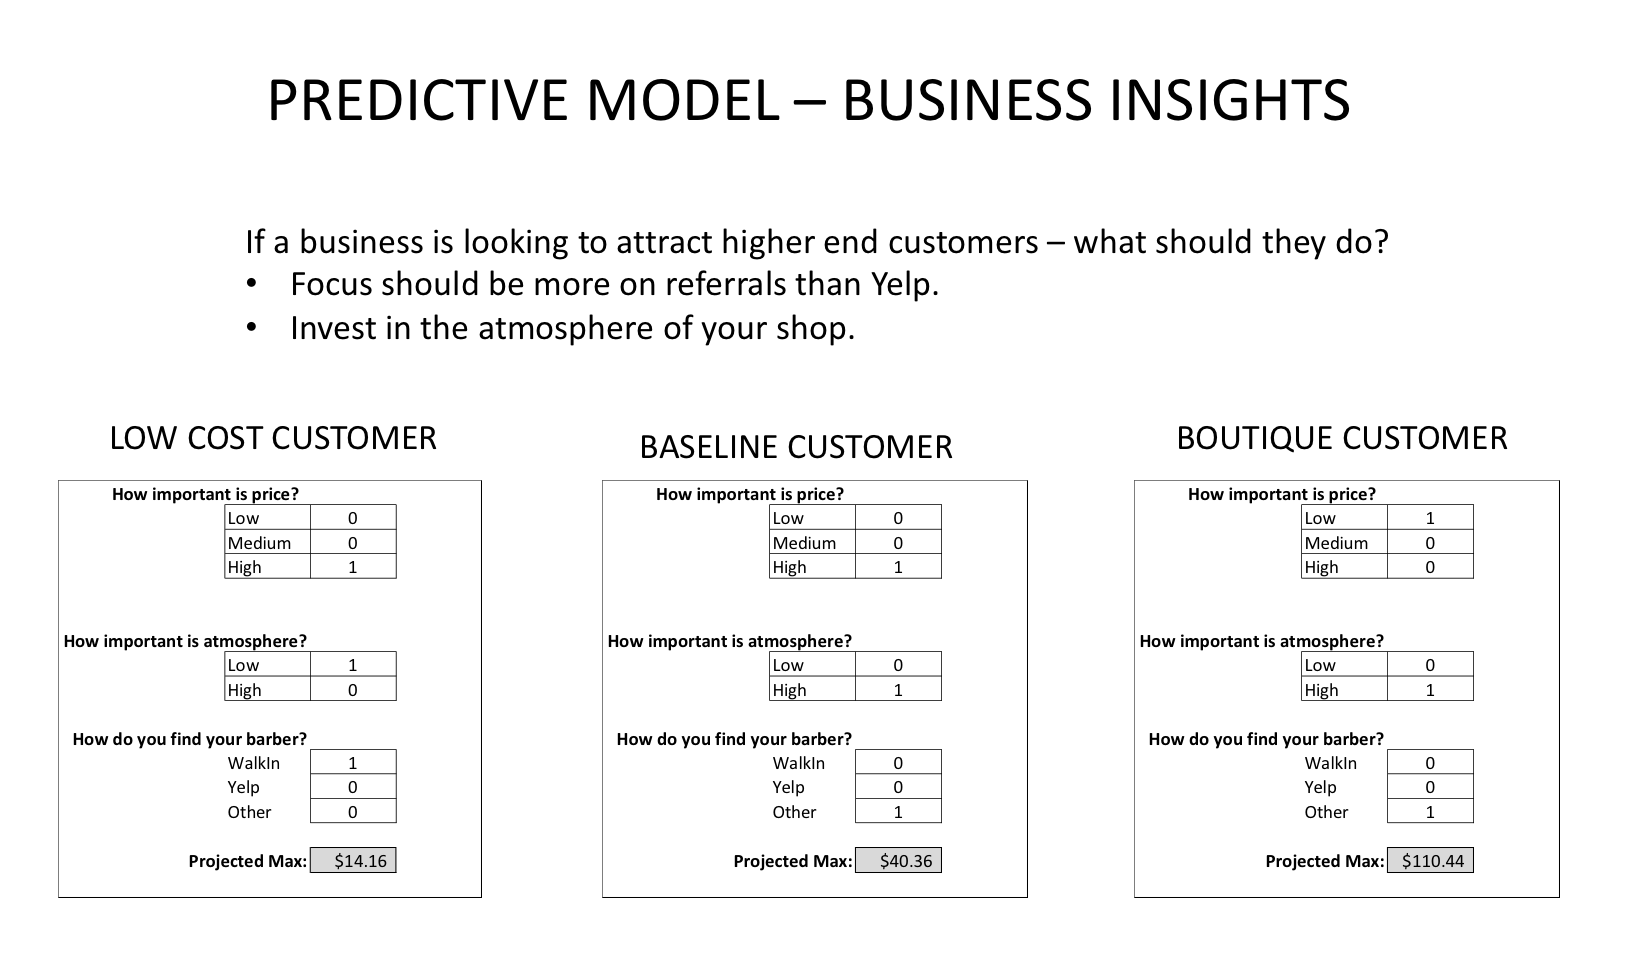 PREDICTIVE MODEL – BUSINESS INSIGHTS
If a business is looking to attract higher end customers – what should they do?
• Focus should be more on referrals than Yelp.
• Invest in the atmosphere of your shop.
LOW COST CUSTOMER
How important is price?
Low 0
Medium 0
High 1
How important is atmosphere?
Low 1
High 0
How do you find your barber?
WalkIn 1
Yelp 0
Other 0
Projected Max: $14.16
BASELINE CUSTOMER
How important is price?
Low 0
Medium 0
High 1
How important is atmosphere?
Low 0
High 1
How do you find your barber?
WalkIn 0
Yelp 0
Other 1
Projected Max: $40.36
BOUTIQUE CUSTOMER
How important is price?
Low 1
Medium 0
High 0
How important is atmosphere?
Low 0
High 1
How do you find your barber?
WalkIn 0
Yelp 0
Other 1
Projected Max: $110.44